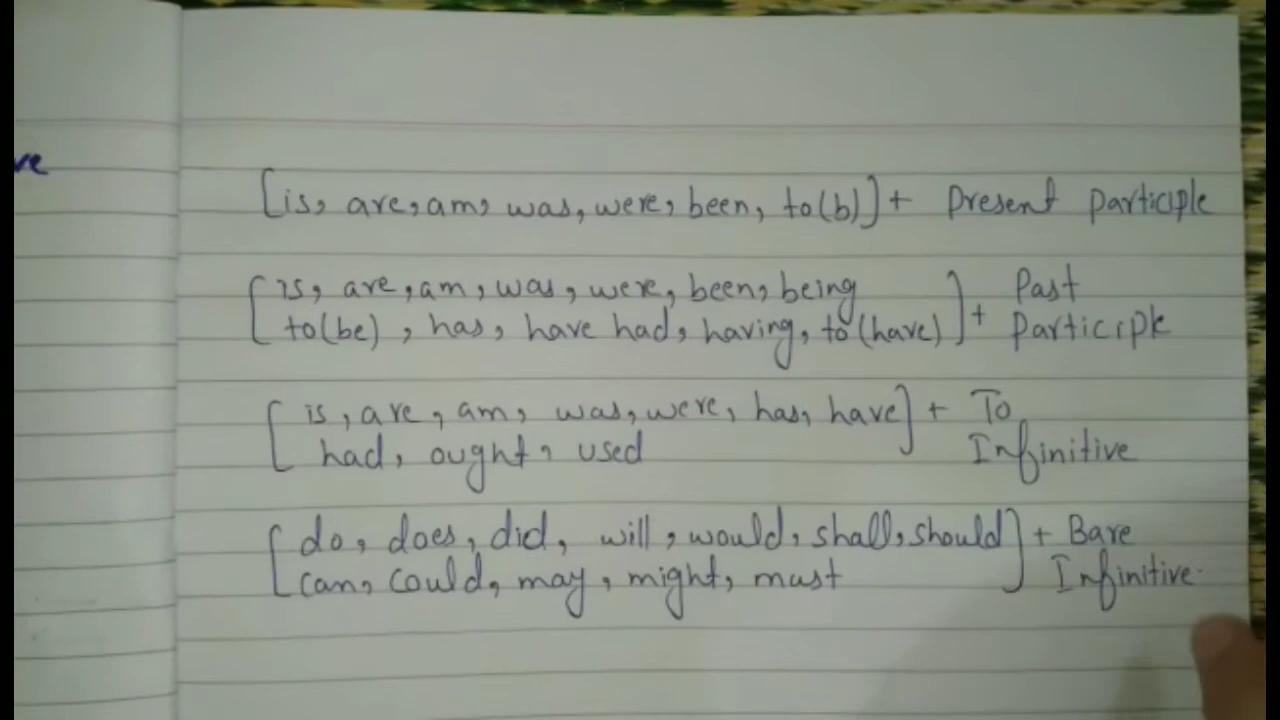 ve
[is, are, am, was, were, been, to(b)] + Present participle
[is, are, am, was, were, been, being
to(be), has, have had, having, to(have)] + Past participle
[is, are, am, was, were, has, have] + To
had, ought, used Infinitive
[do, does, did, will, would, shall, should] + Bare
can, could, may, might, must Infinitive.